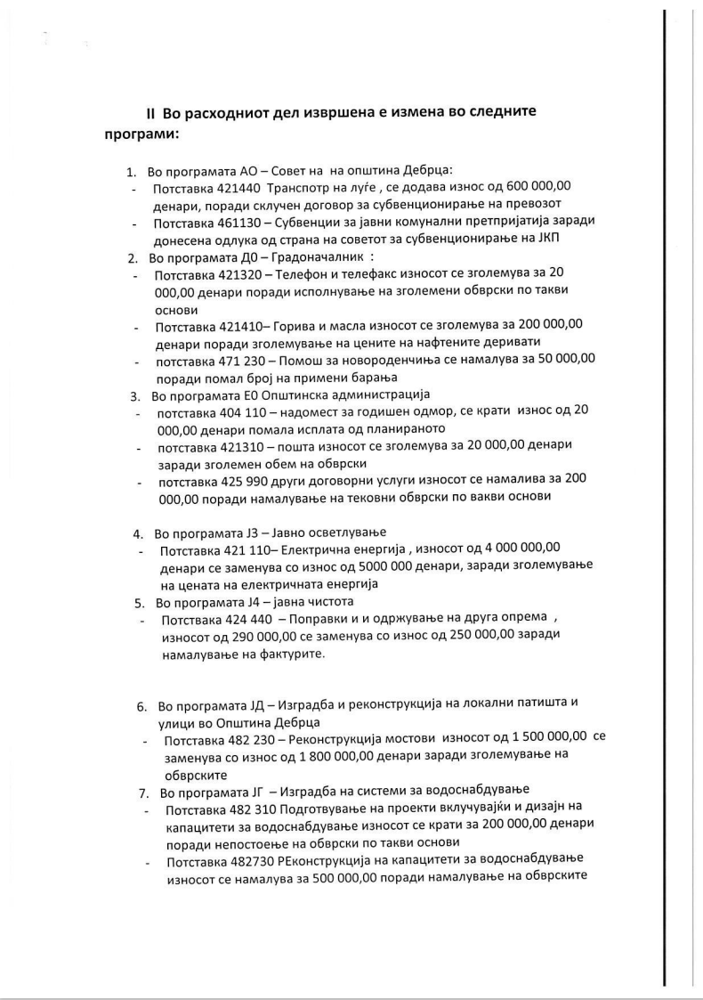 II Во расходниот дел извршена е измена во следните
програми:
1. Во програмата АО – Совет на на општина Дебрца:
- Потставка 421440 Транспотр на луѓе , се додава износ од 600 000,00
денари, поради склучен договор за субвенционирање на превозот
- Потставка 461130 – Субвенции за јавни комунални претпријатија заради
донесена одлука од страна на советот за субвенционирање на ЈКП
2. Во програмата Д0 – Градоначалник :
- Потставка 421320 – Телефон и телефакс износот се зголемува за 20
000,00 денари поради исполнување на зголемени обврски по такви
основи
- Потставка 421410– Горива и масла износот се зголемува за 200 000,00
денари поради зголемување на цените на нафтените деривати
- потставка 471 230 – Помош за новороденчиња се намалува за 50 000,00
поради помал број на примени барања
3. Во програмата Е0 Општинска администрација
- потставка 404 110 – надомест за годишен одмор, се крати износ од 20
000,00 денари помала исплата од планираното
- потставка 421310 – пошта износот се зголемува за 20 000,00 денари
заради зголемен обем на обврски
- потставка 425 990 други договорни услуги износот се намалива за 200
000,00 поради намалување на тековни обврски по вакви основи
4. Во програмата Ј3 – Јавно осветлување
- Потставка 421 110– Електрична енергија , износот од 4 000 000,00
денари се заменува со износ од 5000 000 денари, заради зголемување
на цената на електричната енергија
5. Во програмата Ј4 – јавна чистота
- Потствака 424 440 – Поправки и и одржување на друга опрема ,
износот од 290 000,00 се заменува со износ од 250 000,00 заради
намалување на фактурите.
6. Во програмата ЈД – Изградба и реконструкција на локални патишта и
улици во Општина Дебрца
- Потставка 482 230 – Реконструкција мостови износот од 1 500 000,00 се
заменува со износ од 1 800 000,00 денари заради зголемување на
обврските
7. Во програмата ЈГ – Изградба на системи за водоснабдување
- Потставка 482 310 Подготвување на проекти вклучувајќи и дизајн на
капацитети за водоснабдување износот се крати за 200 000,00 денари
поради непостоење на обврски по такви основи
- Потставка 482730 РЕконструкција на капацитети за водоснабдување
износот се намалува за 500 000,00 поради намалување на обврските